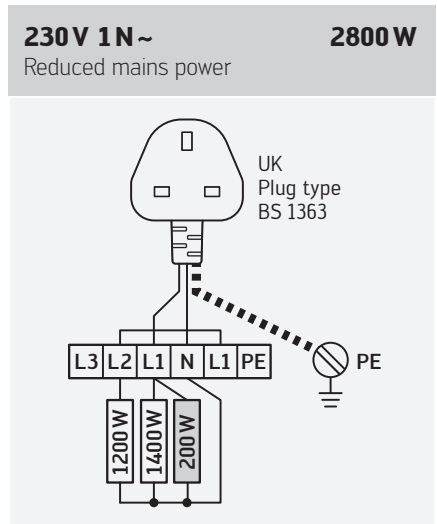 230 V 1 N ~ 2800 W
Reduced mains power
UK
Plug type
BS 1363
L3 L2 L1 N L1 PE
PE
1200 W
1400 W
200 W